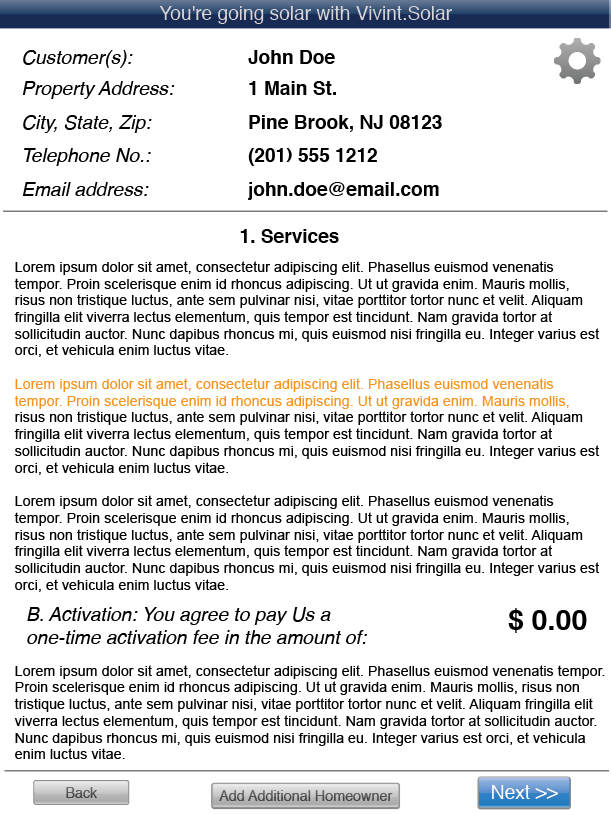 You're going solar with Vivint.Solar
Customer(s): John Doe
Property Address: 1 Main St.
City, State, Zip: Pine Brook, NJ 08123
Telephone No.: (201) 555 1212
Email address: john.doe@email.com
1. Services
Lorem ipsum dolor sit amet, consectetur adipiscing elit. Phasellus euismod venenatis
tempor. Proin scelerisque enim id rhoncus adipiscing. Ut ut gravida enim. Mauris mollis,
risus non tristique luctus, ante sem pulvinar nisi, vitae porttitor tortor nunc et velit. Aliquam
fringilla elit viverra lectus elementum, quis tempor est tincidunt. Nam gravida tortor at
sollicitudin auctor. Nunc dapibus rhoncus mi, quis euismod nisi fringilla eu. Integer varius est
orci, et vehicula enim luctus vitae.
Lorem ipsum dolor sit amet, consectetur adipiscing elit. Phasellus euismod venenatis
tempor. Proin scelerisque enim id rhoncus adipiscing. Ut ut gravida enim. Mauris mollis,
risus non tristique luctus, ante sem pulvinar nisi, vitae porttitor tortor nunc et velit. Aliquam
fringilla elit viverra lectus elementum, quis tempor est tincidunt. Nam gravida tortor at
sollicitudin auctor. Nunc dapibus rhoncus mi, quis euismod nisi fringilla eu. Integer varius est
orci, et vehicula enim luctus vitae.
Lorem ipsum dolor sit amet, consectetur adipiscing elit. Phasellus euismod venenatis
tempor. Proin scelerisque enim id rhoncus adipiscing. Ut ut gravida enim. Mauris mollis,
risus non tristique luctus, ante sem pulvinar nisi, vitae porttitor tortor nunc et velit. Aliquam
fringilla elit viverra lectus elementum, quis tempor est tincidunt. Nam gravida tortor at
sollicitudin auctor. Nunc dapibus rhoncus mi, quis euismod nisi fringilla eu. Integer varius est
orci, et vehicula enim luctus vitae.
B. Activation: You agree to pay Us a
one-time activation fee in the amount of: $ 0.00
Lorem ipsum dolor sit amet, consectetur adipiscing elit. Phasellus euismod venenatis tempor.
Proin scelerisque enim id rhoncus adipiscing. Ut ut gravida enim. Mauris mollis, risus non
tristique luctus, ante sem pulvinar nisi, vitae porttitor tortor nunc et velit. Aliquam fringilla elit
viverra lectus elementum, quis tempor est tincidunt. Nam gravida tortor at sollicitudin auctor.
Nunc dapibus rhoncus mi, quis euismod nisi fringilla eu. Integer varius est orci, et vehicula
enim luctus vitae.
Back Add Additional Homeowner Next >>